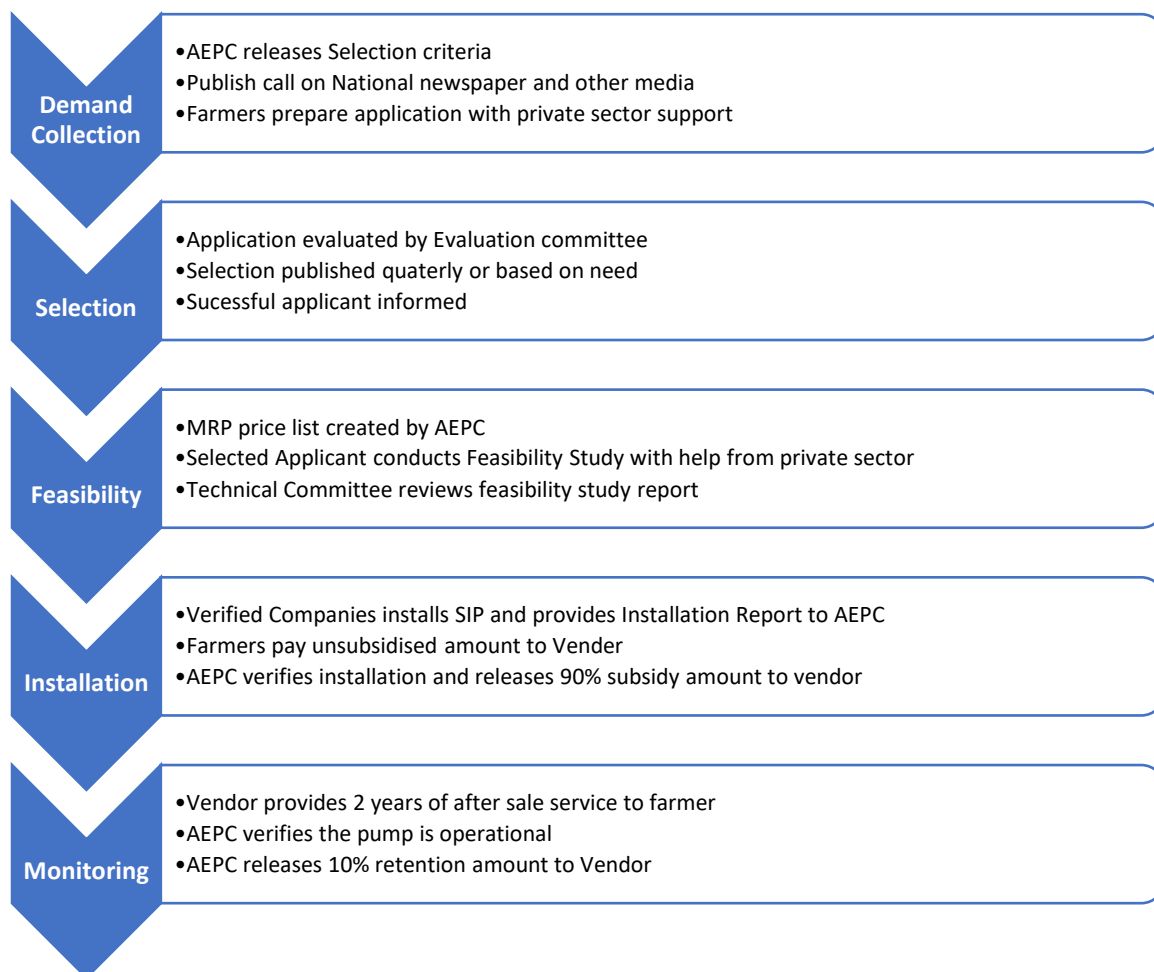 Demand
Collection
•AEPC releases Selection criteria
•Publish call on National newspaper and other media
•Farmers prepare application with private sector support
Selection
•Application evaluated by Evaluation committee
•Selection published quaterly or based on need
•Sucessful applicant informed
Feasibility
•MRP price list created by AEPC
•Selected Applicant conducts Feasibility Study with help from private sector
•Technical Committee reviews feasibility study report
Installation
•Verified Companies installs SIP and provides Installation Report to AEPC
•Farmers pay unsubsidised amount to Vender
•AEPC verifies installation and releases 90% subsidy amount to vendor
Monitoring
•Vendor provides 2 years of after sale service to farmer
•AEPC verifies the pump is operational
•AEPC releases 10% retention amount to Vendor